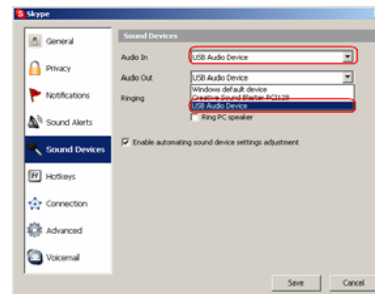 Skype
General
Privacy
Notifications
Sound Alerts
Sound Devices
Hotkeys
Connection
Advanced
Voicemail
Sound Devices
Audio In
USB Audio Device
Audio Out
USB Audio Device
Windows default device
Creative Sound Blaster PCI128
USB Audio Device
Ringing
Ring PC speaker
Enable automating sound device settings adjustment
Save
Cancel